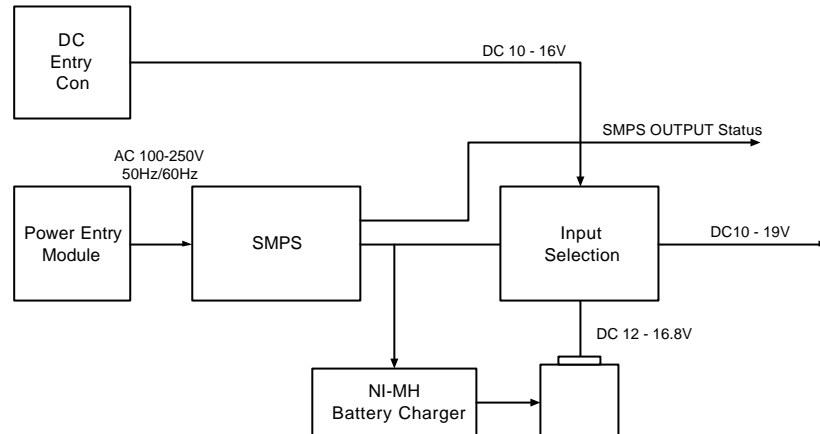 DC
Entry
Con
DC 10 - 16V
SMPS OUTPUT Status
AC 100-250V
50Hz/60Hz
Power Entry
Module
SMPS
Input
Selection
DC10 - 19V
DC 12 - 16.8V
NI-MH
Battery Charger